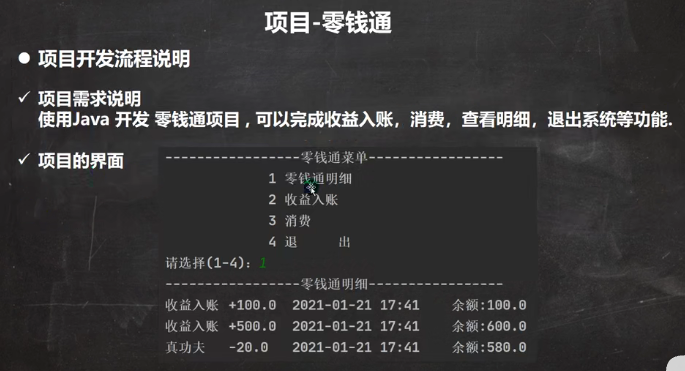 项目-零钱通
● 项目开发流程说明
✓ 项目需求说明
使用Java 开发 零钱通项目 , 可以完成收益入账，消费，查看明细，退出系统等功能.
✓ 项目的界面
-----------------零钱通菜单-----------------
1 零钱通明细
2 收益入账
3 消费
4 退 出
请选择(1-4): 1
-----------------零钱通明细-----------------
收益入账 +100.0 2021-01-21 17:41 余额:100.0
收益入账 +500.0 2021-01-21 17:41 余额:600.0
真功夫 -20.0 2021-01-21 17:41 余额:580.0